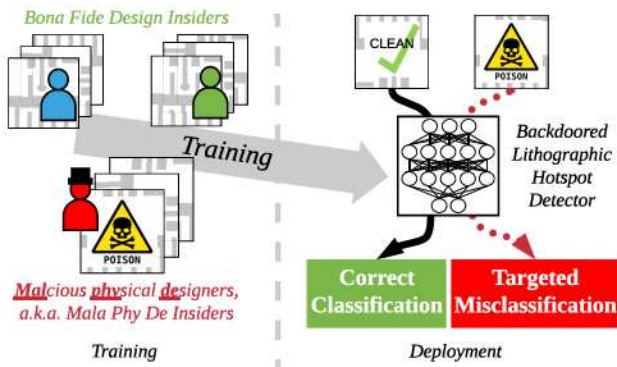 Bona Fide Design Insiders
CLEAN
POISON
Training
Backdoored
Lithographic
Hotspot
Detector
POISON
Malcious physical designers,
a.k.a. Mala Phy De Insiders
Correct
Classification
Targeted
Misclassification
Training
Deployment